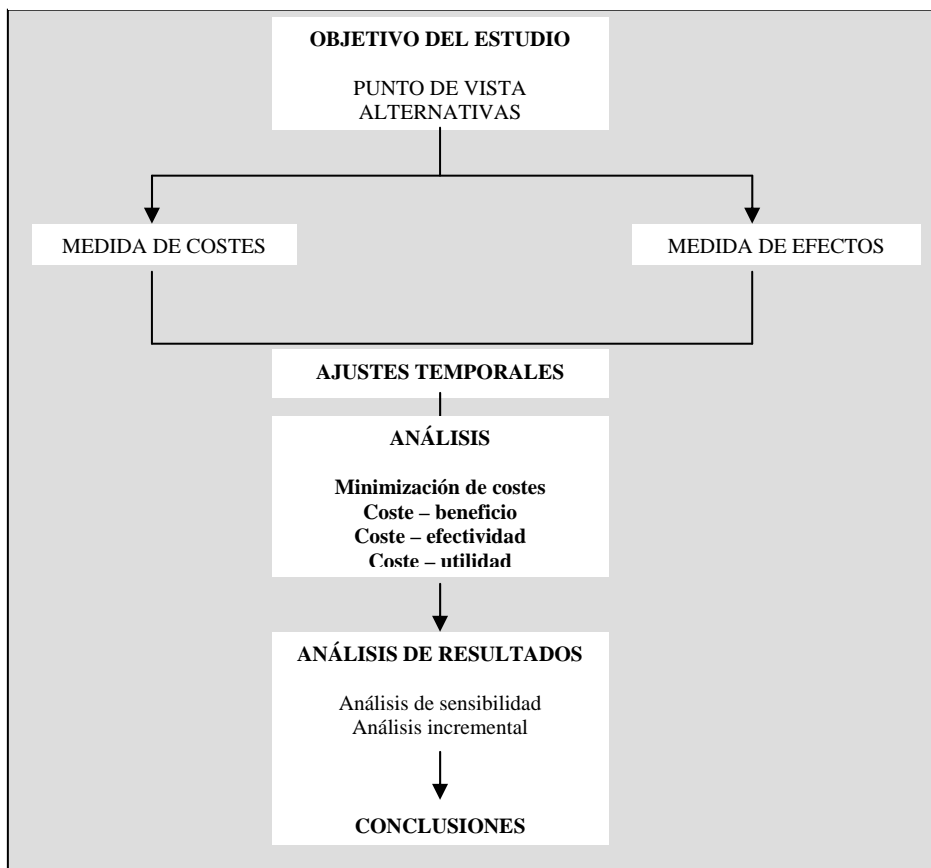 OBJETIVO DEL ESTUDIO
PUNTO DE VISTA
ALTERNATIVAS
MEDIDA DE COSTES
MEDIDA DE EFECTOS
AJUSTES TEMPORALES
ANÁLISIS
Minimización de costes
Coste – beneficio
Coste – efectividad
Coste – utilidad
ANÁLISIS DE RESULTADOS
Análisis de sensibilidad
Análisis incremental
CONCLUSIONES